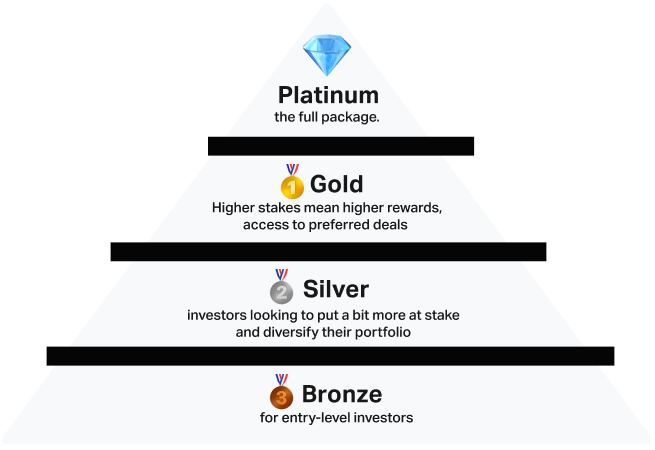 Platinum
the full package.
1 Gold
Higher stakes mean higher rewards,
access to preferred deals
2 Silver
investors looking to put a bit more at stake
and diversify their portfolio
3 Bronze
for entry-level investors